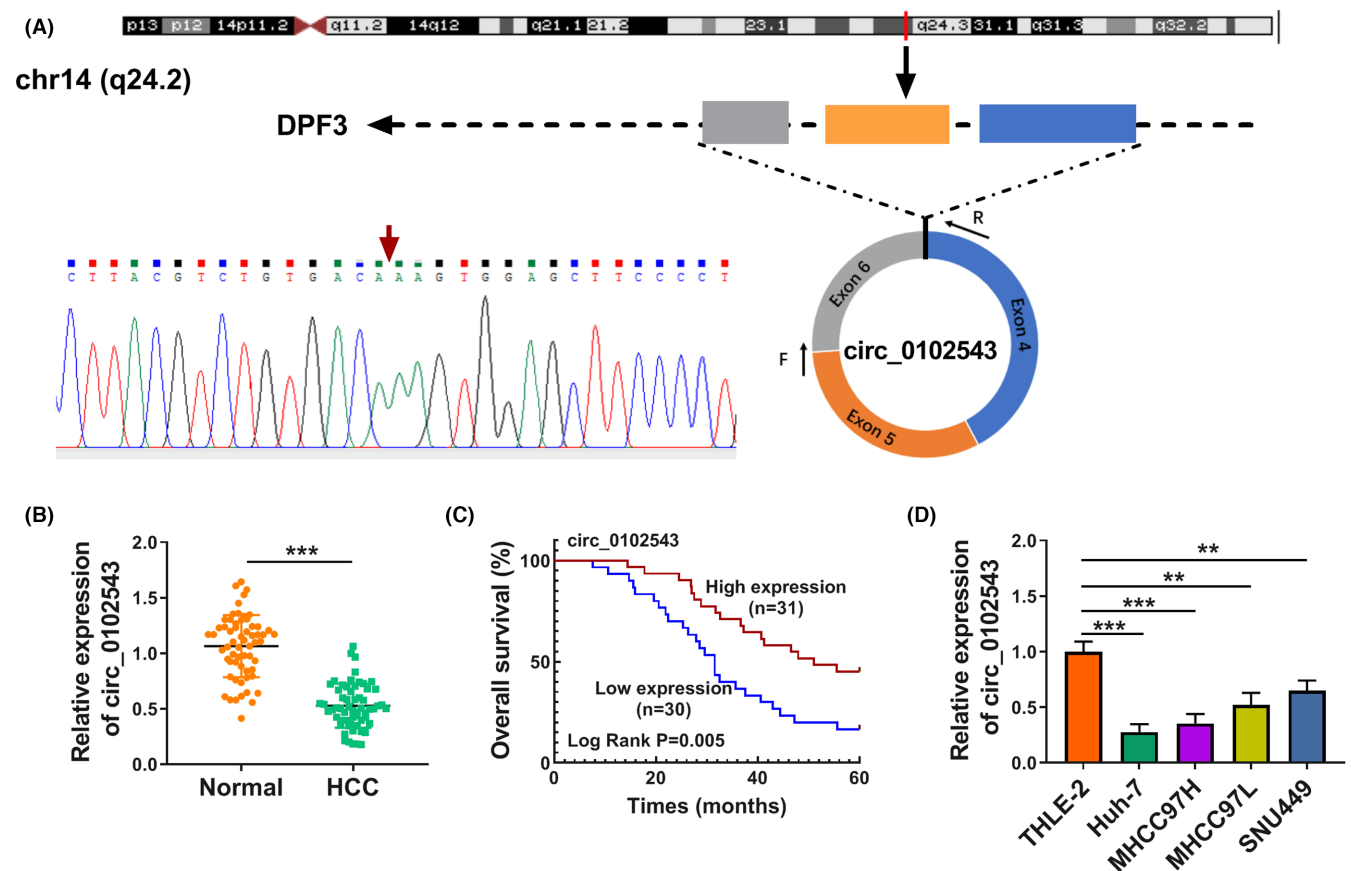 (A)
p13 p12 14p11.2 q11.2 14q12 q21.1 21.2 23.1 q24.3 31.1 q31.3 q32.2
chr14 (q24.2)
DPF3
R
C T T A C G T C T G T G A C A A A G T G G A G C T T C C C C T
Exon 6
Exon 4
F
circ_0102543
Exon 5
(B)
Relative expression
of circ_0102543
2.0
1.5
1.0
0.5
0.0
***
Normal HCC
(C)
Overall survival (%)
100
50
0
circ_0102543
High expression
(n=31)
Low expression
(n=30)
Log Rank P=0.005
0 20 40 60
Times (months)
(D)
Relative expression
of circ_0102543
2.0
1.5
1.0
0.5
0.0
**
**
***
***
THLE-2
Huh-7
MHCC97H
MHCC97L
SNU449